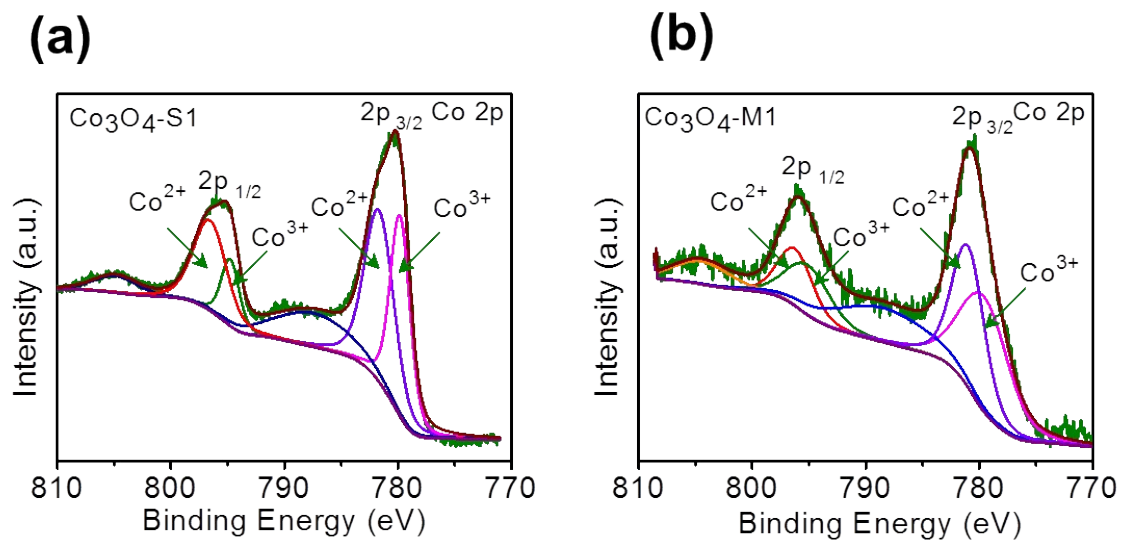 (a)
Co3O4-S1
2p 3/2 Co 2p
2p 1/2
Co2+
Co3+
Co2+
Co3+
Intensity (a.u.)
810 800 790 780 770
Binding Energy (eV)
(b)
Co3O4-M1
2p 3/2 Co 2p
2p 1/2
Co2+
Co3+
Co2+
Co3+
Intensity (a.u.)
810 800 790 780 770
Binding Energy (eV)